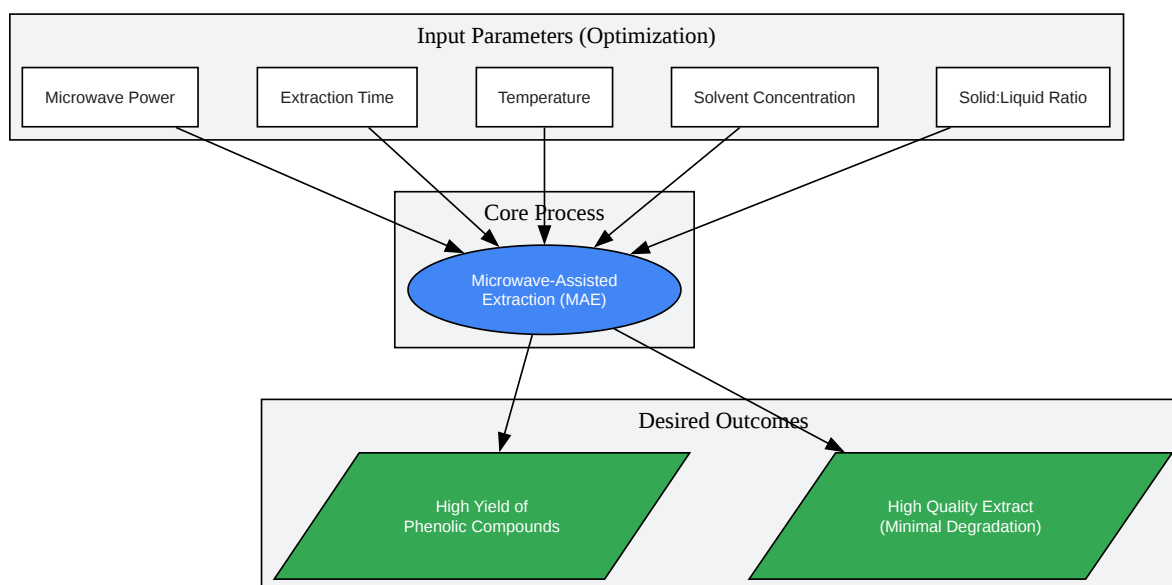 Input Parameters (Optimization)
Microwave Power
Extraction Time
Temperature
Solvent Concentration
Solid:Liquid Ratio
Core Process
Microwave-Assisted
Extraction (MAE)
Desired Outcomes
High Yield of
Phenolic Compounds
High Quality Extract
(Minimal Degradation)